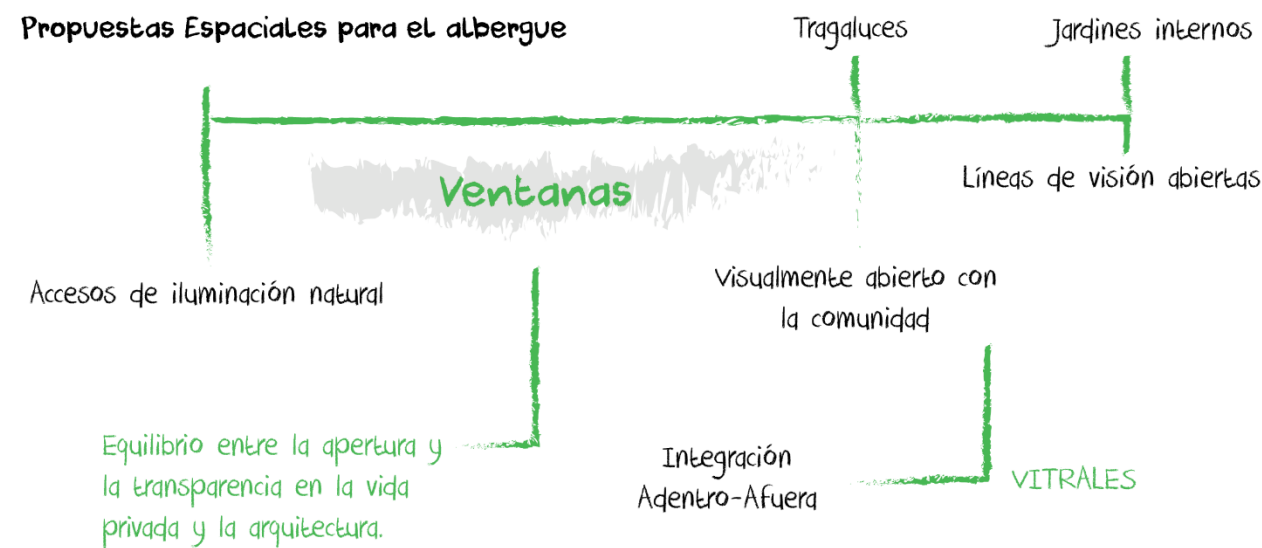 Propuestas Espaciales para el albergue
Tragaluces
Jardines internos
Ventanas
Líneas de visión abiertas
Accesos de iluminación natural
Visualmente abierto con
la comunidad
Equilibrio entre la apertura y
la transparencia en la vida
privada y la arquitectura.
Integración
Adentro-Afuera
VITRALES